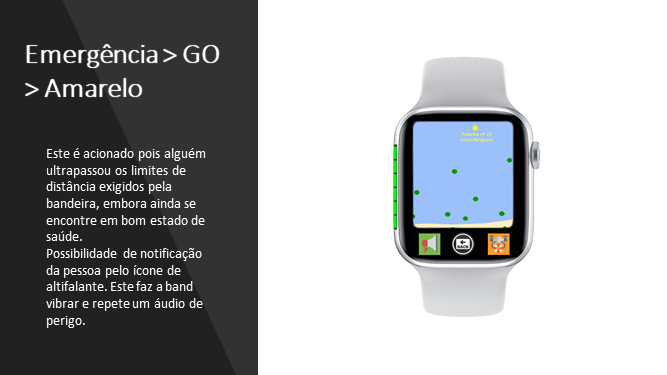 Emergência > GO
> Amarelo
Este é acionado pois alguém
ultrapassou os limites de
distância exigidos pela
bandeira, embora ainda se
encontre em bom estado de
saúde.
Possibilidade de notificação
da pessoa pelo ícone de
altifalante. Este faz a band
vibrar e repete um áudio de
perigo.
BACK